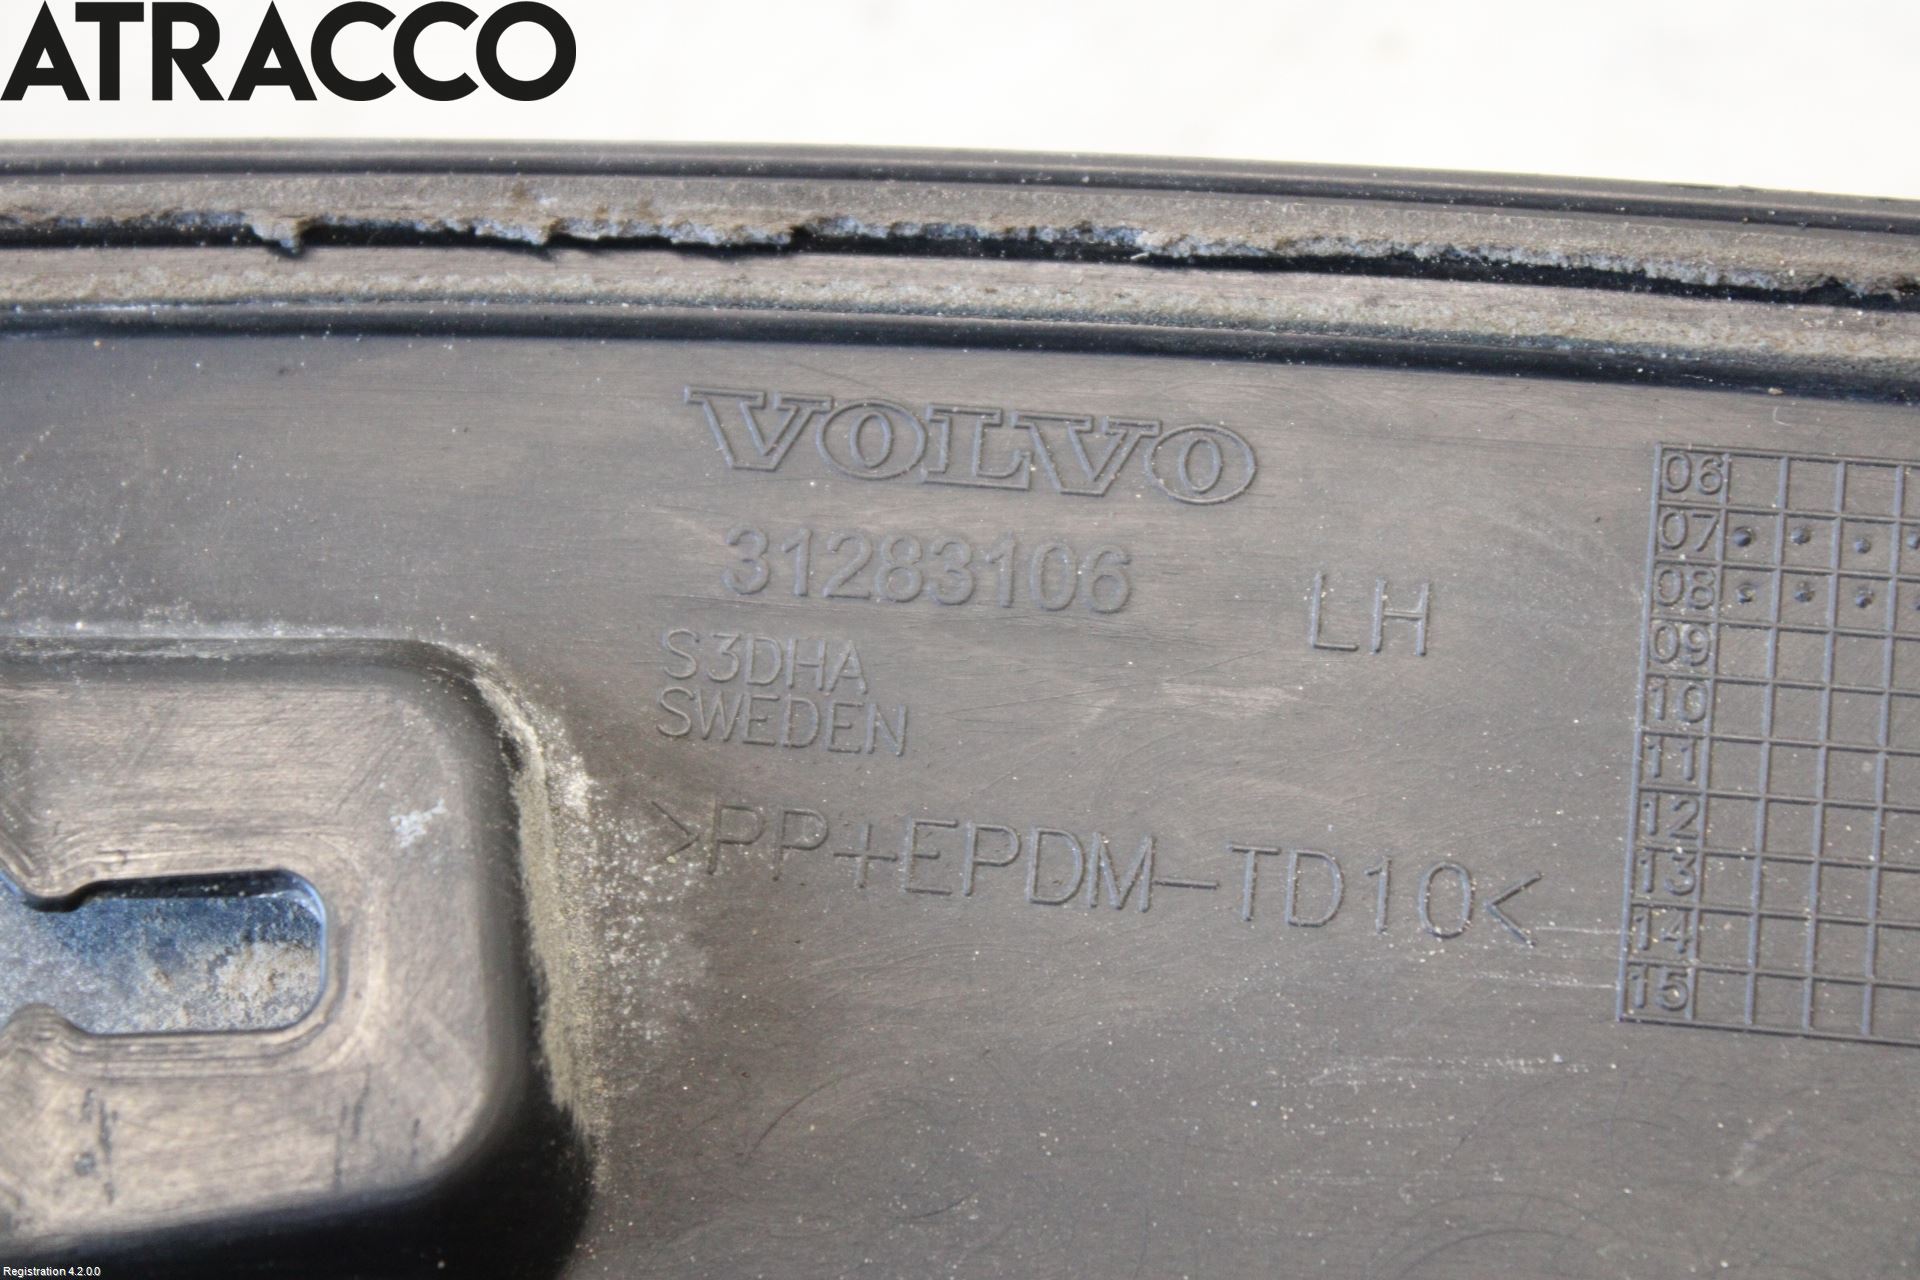 ATRACCO
VOLVO
31283106
LH
S3DHA
SWEDEN
>PP+EPDM-TD10<
06
07
08
09
10
11
12
13
14
15
Registration 4.2.0.0